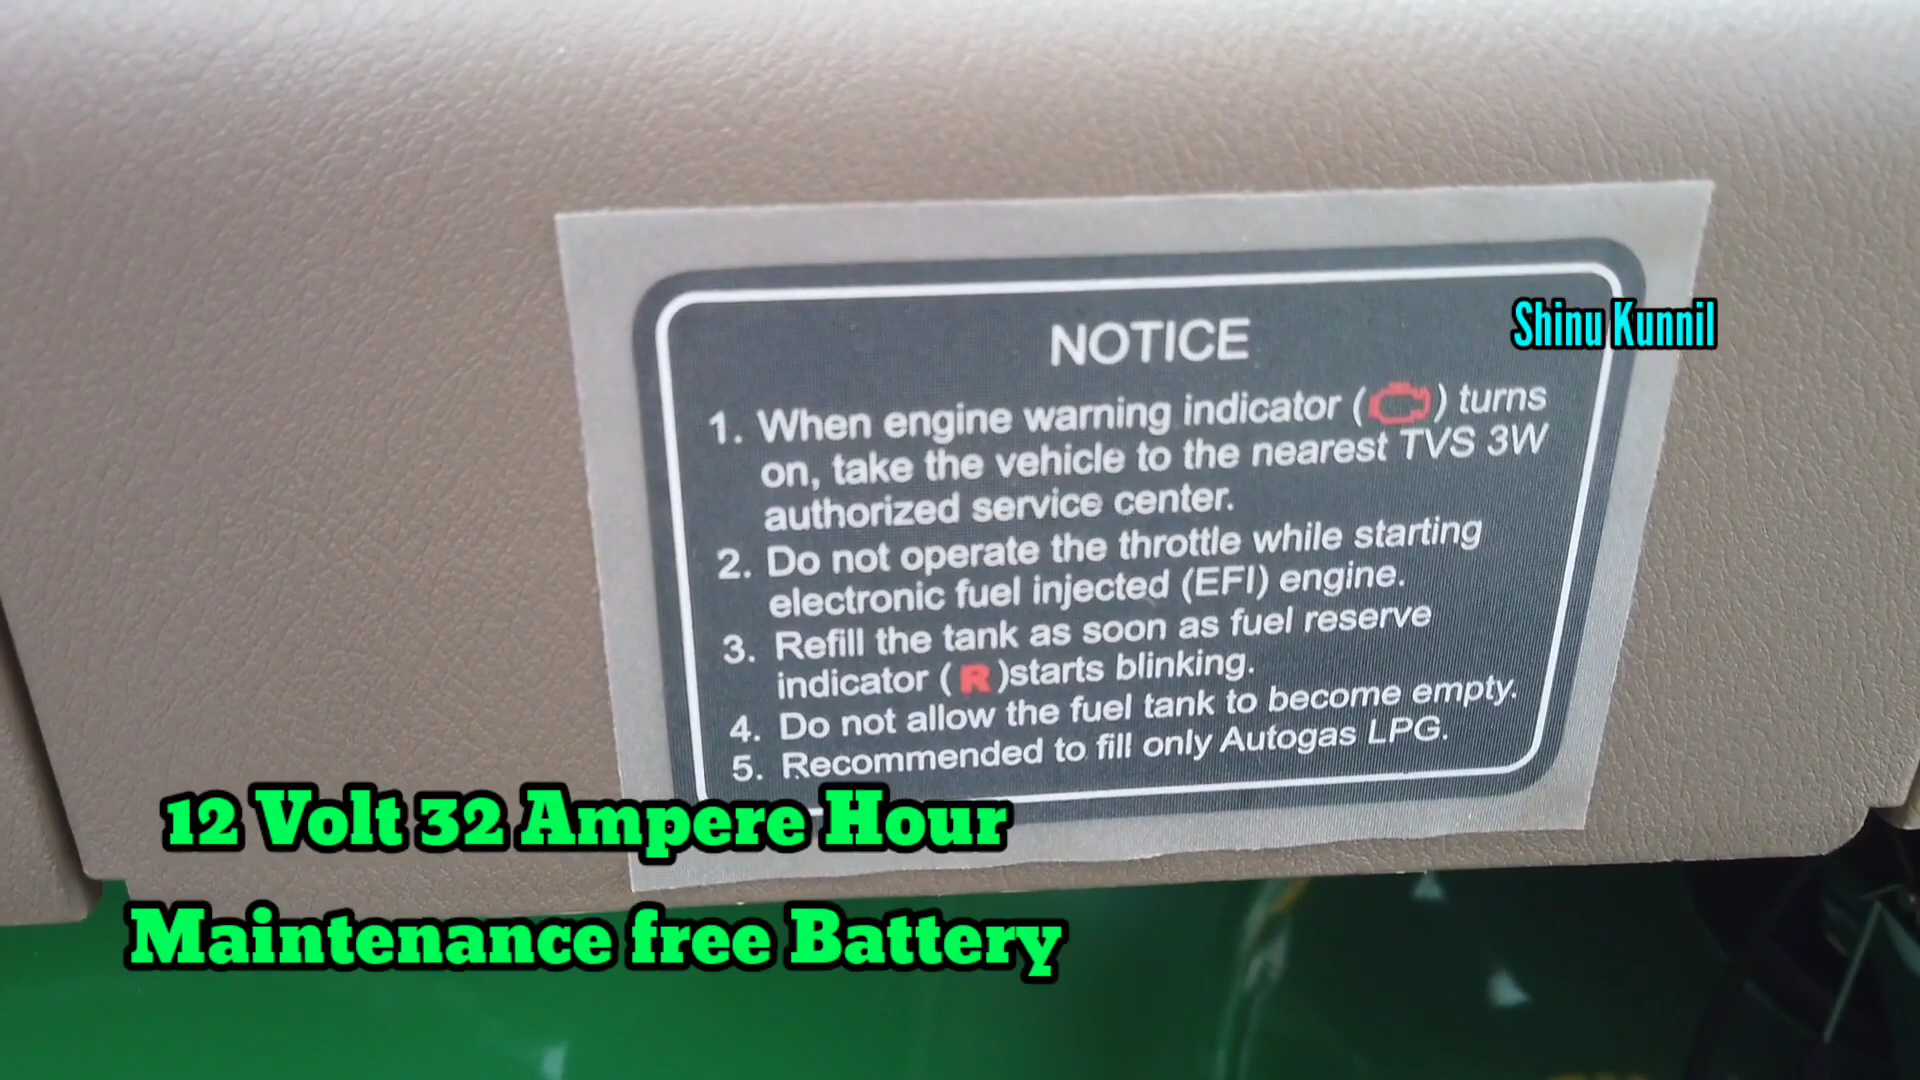 NOTICE
Shinu Kunnil
1. When engine warning indicator ( ) turns
on, take the vehicle to the nearest TVS 3W
authorized service center.
2. Do not operate the throttle while starting
electronic fuel injected (EFI) engine.
3. Refill the tank as soon as fuel reserve
indicator ( R )starts blinking.
4. Do not allow the fuel tank to become empty.
5. Recommended to fill only Autogas LPG.
12 Volt 32 Ampere Hour
Maintenance free Battery